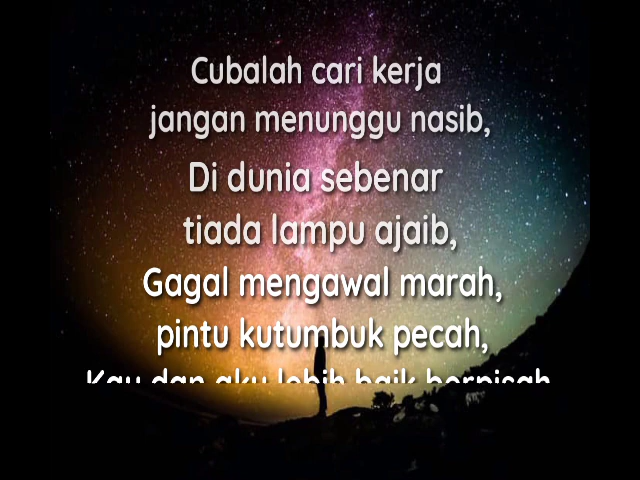 Cubalah cari kerja
jangan menunggu nasib,
Di dunia sebenar
tiada lampu ajaib,
Gagal mengawal marah,
pintu kutumbuk pecah,
Kau dan aku lebih baik berpisah